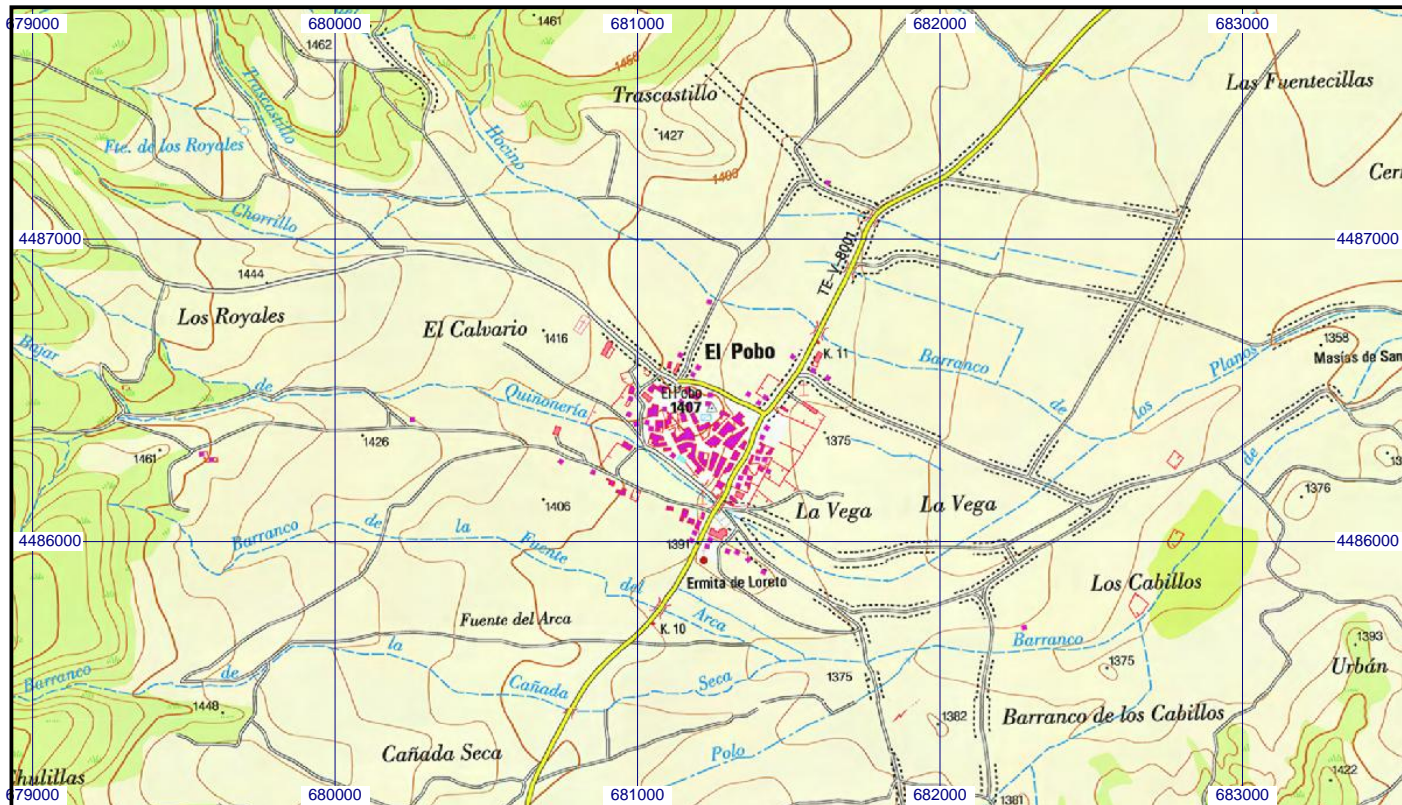 679000 680000 681000 682000 683000
1461
1462
1450
Las Fuentecillas
Trascastillo
Trascastillo
Hocino
1427
Fte. de los Royales
1400
Chorrillo
4487000 4487000
TE-V-8001
1444
Los Royales
El Calvario
1416
El Pobo
K. 11
Barranco
de
los
Planos
1358
Masías de San
Bajar
de
Quiñonería
El Pobo
1407
1426
1375
1461
de
1376
1406
La Vega
La Vega
Barranco
de
la
Fuente
del
Arca
4486000 4486000
1391
Ermita de Loreto
Los Cabillos
Fuente del Arca
K. 10
Barranco
1393
Urbán
Barranco
de
la
Cañada
Seca
1375
1375
1448
1382
Barranco de los Cabillos
Cañada Seca
Polo
1422
1381
679000 680000 681000 682000 683000